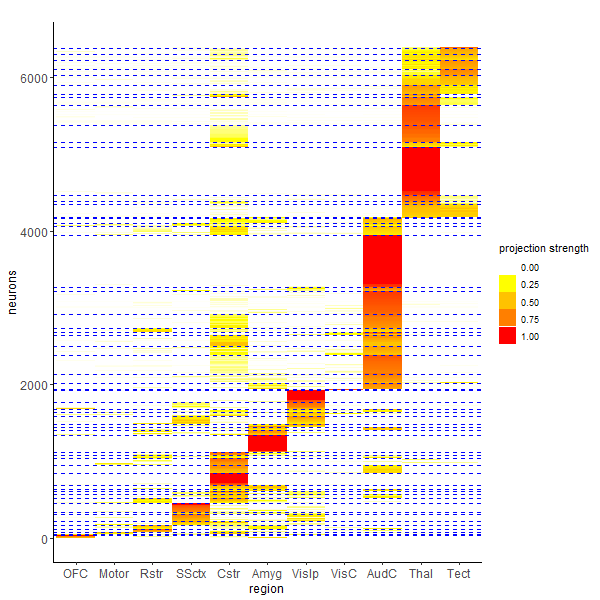 6000
4000
2000
0
neurons
OFC Motor Rstr SSctx Cstr Amyg VisIp VisC AudC Thal Tect
region
projection strength
0.00
0.25
0.50
0.75
1.00